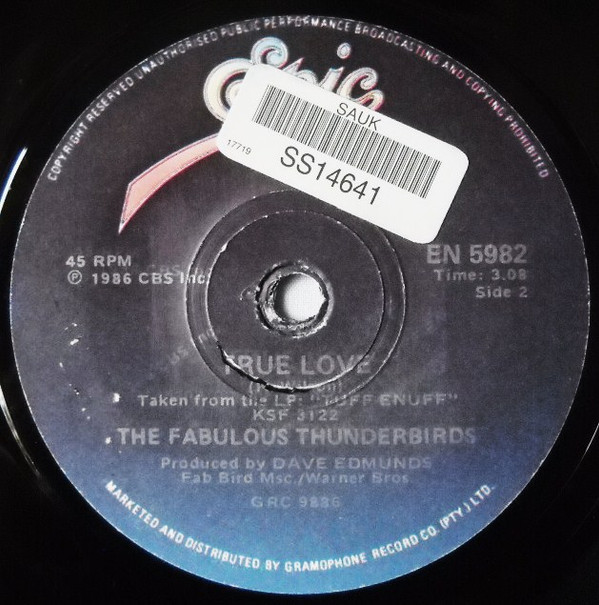 COPYRIGHT RESERVED UNAUTHORISED PUBLIC PERFORMANCE BROADCASTING AND COPYING PROHIBITED
Epic
SAUK
17719
SS14641
45 RPM
℗ 1986 CBS Inc.
EN 5982
Time: 3.08
Side 2
TRUE LOVE
Taken from the LP: "TUFF ENUFF"
KSF 3122
THE FABULOUS THUNDERBIRDS
Produced by DAVE EDMUNDS
Fab Bird Msc./Warner Bros
GRC 9886
MARKETED AND DISTRIBUTED BY GRAMOPHONE RECORD CO. (PTY.) LTD.